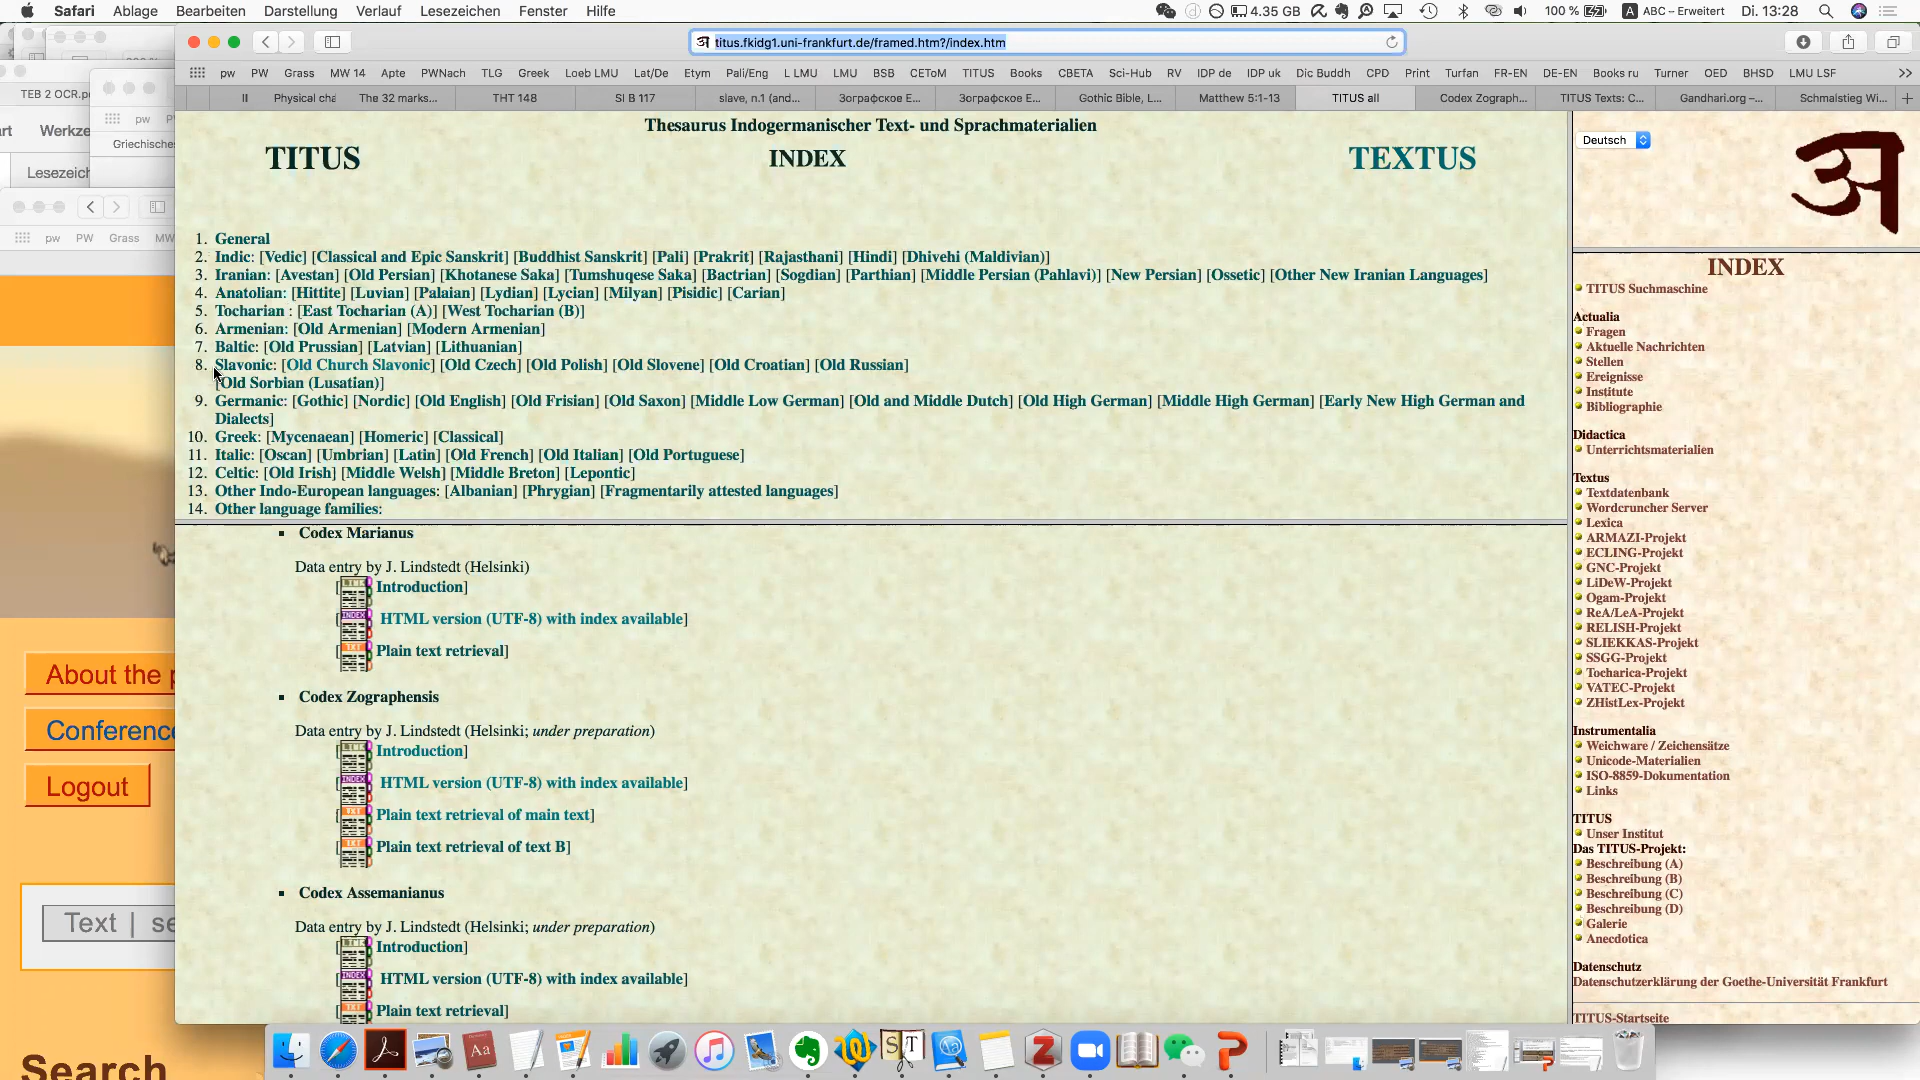 Safari Ablage Bearbeiten Darstellung Verlauf Lesezeichen Fenster Hilfe 4.35 GB 100 % ABC – Erweitert Di. 13:28
titus.fkidg1.uni-frankfurt.de/framed.htm?/index.htm
pw PW Grass MW 14 Apte PWNach TLG Greek Loeb LMU Lat/De Etym Pali/Eng L LMU LMU BSB CEToM TITUS Books CBETA Sci-Hub RV IDP de IDP uk Dic Buddh CPD Print Turfan FR-EN DE-EN Books ru Turner OED BHSD LMU LSF
II Physical cha The 32 marks... THT 148 SI B 117 slave, n.1 (and... Зографское Е... Зографское Е... Gothic Bible, L... Matthew 5:1-13 TITUS all Codex Zograph... TITUS Texts: C... Gandhari.org –... Schmalstieg Wi...
TEB 2 OCR.p
Werkze
pw
Griechische
Lesezeich
pw PW Grass MW
About the p
Conference
Logout
Text | se
Search
Thesaurus Indogermanischer Text- und Sprachmaterialien
TITUS INDEX TEXTUS
1. General
2. Indic: [Vedic] [Classical and Epic Sanskrit] [Buddhist Sanskrit] [Pali] [Prakrit] [Rajasthani] [Hindi] [Dhivehi (Maldivian)]
3. Iranian: [Avestan] [Old Persian] [Khotanese Saka] [Tumshuqese Saka] [Bactrian] [Sogdian] [Parthian] [Middle Persian (Pahlavi)] [New Persian] [Ossetic] [Other New Iranian Languages]
4. Anatolian: [Hittite] [Luvian] [Palaian] [Lydian] [Lycian] [Milyan] [Pisidic] [Carian]
5. Tocharian : [East Tocharian (A)] [West Tocharian (B)]
6. Armenian: [Old Armenian] [Modern Armenian]
7. Baltic: [Old Prussian] [Latvian] [Lithuanian]
8. Slavonic: [Old Church Slavonic] [Old Czech] [Old Polish] [Old Slovene] [Old Croatian] [Old Russian]
[Old Sorbian (Lusatian)]
9. Germanic: [Gothic] [Nordic] [Old English] [Old Frisian] [Old Saxon] [Middle Low German] [Old and Middle Dutch] [Old High German] [Middle High German] [Early New High German and
Dialects]
10. Greek: [Mycenaean] [Homeric] [Classical]
11. Italic: [Oscan] [Umbrian] [Latin] [Old French] [Old Italian] [Old Portuguese]
12. Celtic: [Old Irish] [Middle Welsh] [Middle Breton] [Lepontic]
13. Other Indo-European languages: [Albanian] [Phrygian] [Fragmentarily attested languages]
14. Other language families:
Codex Marianus
Data entry by J. Lindstedt (Helsinki)
[Introduction]
[HTML version (UTF-8) with index available]
[Plain text retrieval]
Codex Zographensis
Data entry by J. Lindstedt (Helsinki; under preparation)
[Introduction]
[HTML version (UTF-8) with index available]
[Plain text retrieval of main text]
[Plain text retrieval of text B]
Codex Assemanianus
Data entry by J. Lindstedt (Helsinki; under preparation)
[Introduction]
[HTML version (UTF-8) with index available]
[Plain text retrieval]
Deutsch
अ
INDEX
TITUS Suchmaschine
Actualia
Fragen
Aktuelle Nachrichten
Stellen
Ereignisse
Institute
Bibliographie
Didactica
Unterrichtsmaterialien
Textus
Textdatenbank
Wordcruncher Server
Lexica
ARMAZI-Projekt
ECLING-Projekt
GNC-Projekt
LiDeW-Projekt
Ogam-Projekt
ReA/LeA-Projekt
RELISH-Projekt
SLIEKKAS-Projekt
SSGG-Projekt
Tocharica-Projekt
VATEC-Projekt
ZHistLex-Projekt
Instrumentalia
Weichware / Zeichensätze
Unicode-Materialien
ISO-8859-Dokumentation
Links
TITUS
Unser Institut
Das TITUS-Projekt:
Beschreibung (A)
Beschreibung (B)
Beschreibung (C)
Beschreibung (D)
Galerie
Anecdotica
Datenschutz
Datenschutzerklärung der Goethe-Universität Frankfurt
TITUS-Startseite